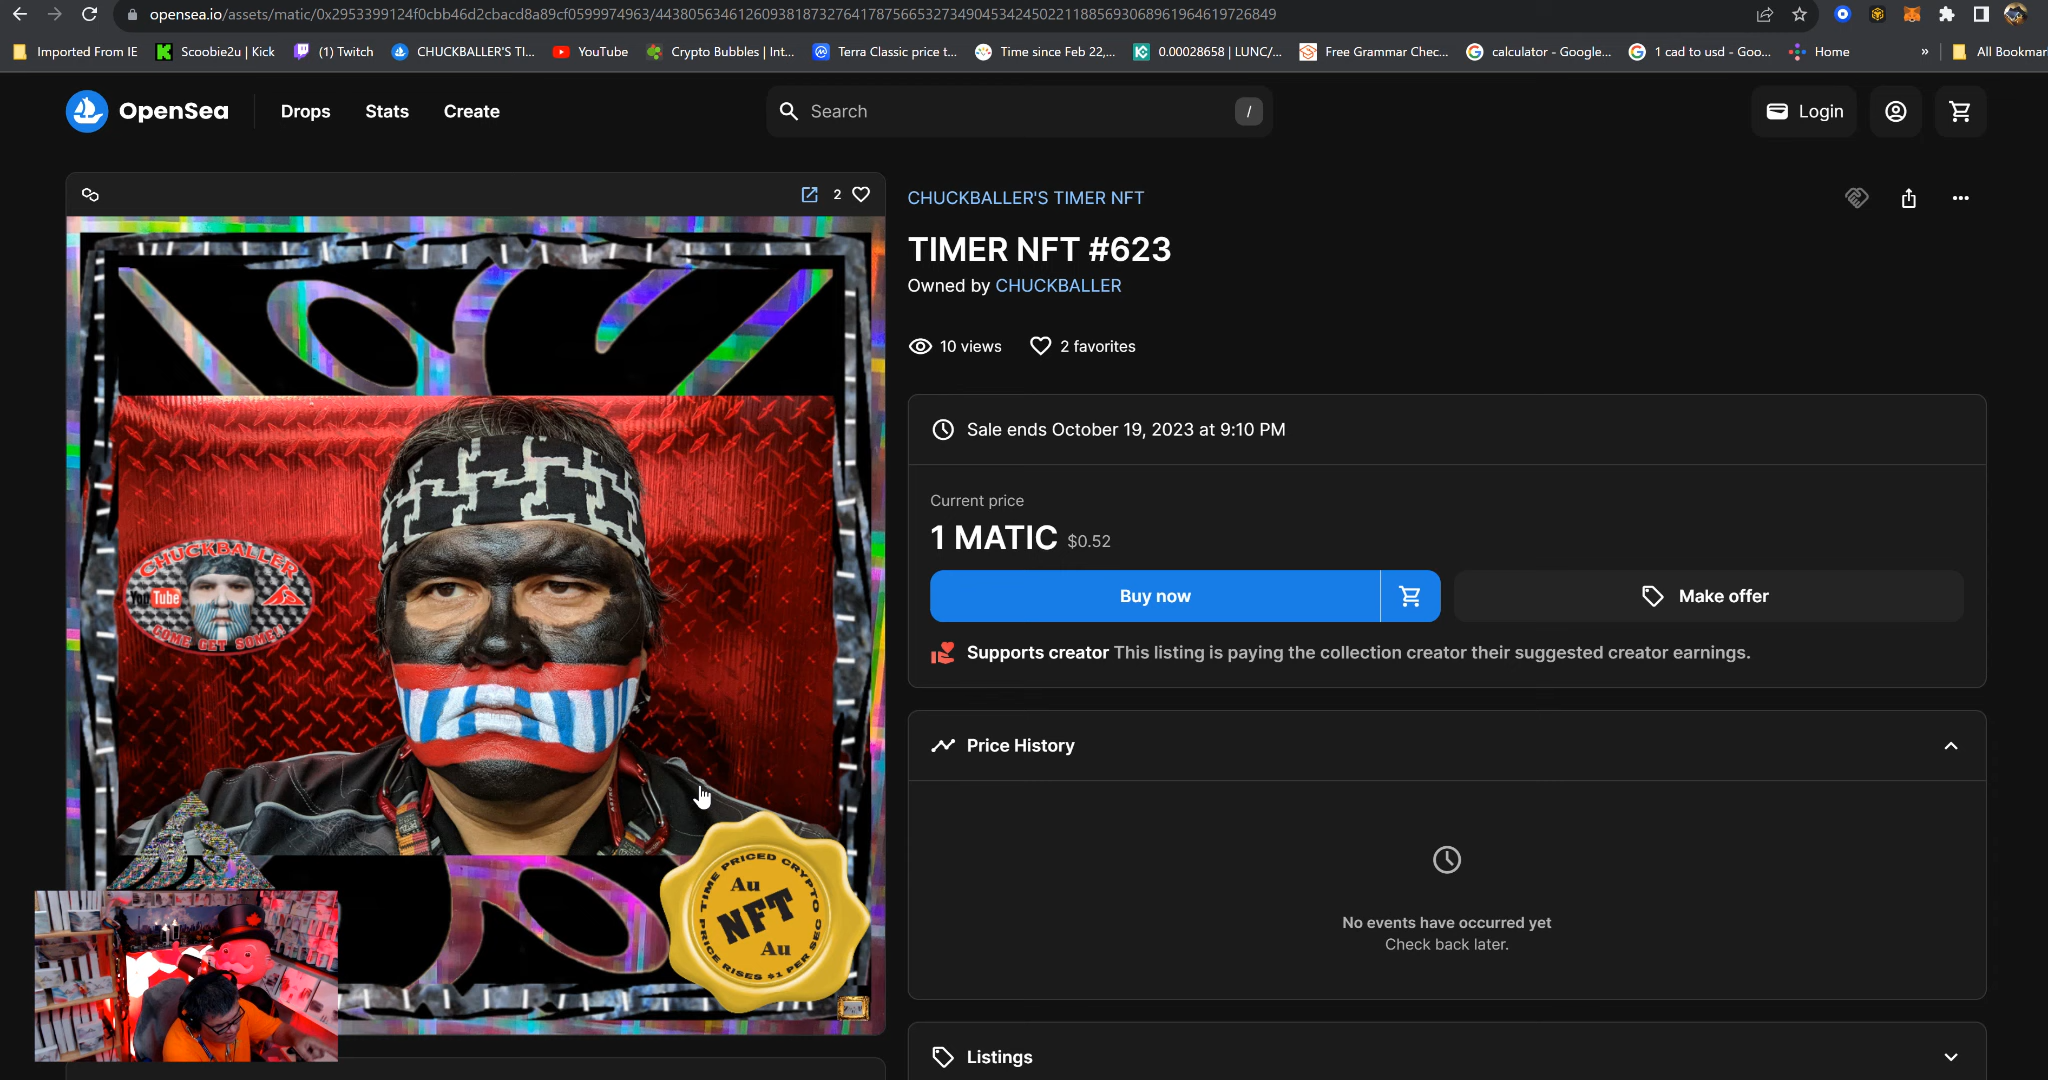 opensea.io/assets/matic/0x2953399124f0cbb46d2cbacd8a89cf0599974963/44380563461260938187327641787566532734904534245022118856930689619646197​26849
Imported From IE
Scoobie2u | Kick
(1) Twitch
CHUCKBALLER'S TI...
YouTube
Crypto Bubbles | Int...
Terra Classic price t...
Time since Feb 22,...
0.00028658 | LUNC/...
Free Grammar Chec...
calculator - Google...
1 cad to usd - Goo...
Home
»
All Bookmar
OpenSea
Drops
Stats
Create
Search
/
Login
2
CHUCKBALLER'S TIMER NFT
TIMER NFT #623
Owned by CHUCKBALLER
10 views
2 favorites
Sale ends October 19, 2023 at 9:10 PM
Current price
1 MATIC $0.52
Buy now
Make offer
Supports creator This listing is paying the collection creator their suggested creator earnings.
Price History
No events have occurred yet
Check back later.
Listings
CHUCKBALLER
YouTube
COME GET SOME!!
TIME PRICED CRYPTO
Au
NFT
Au
PRICE RISES $1 PER SEC